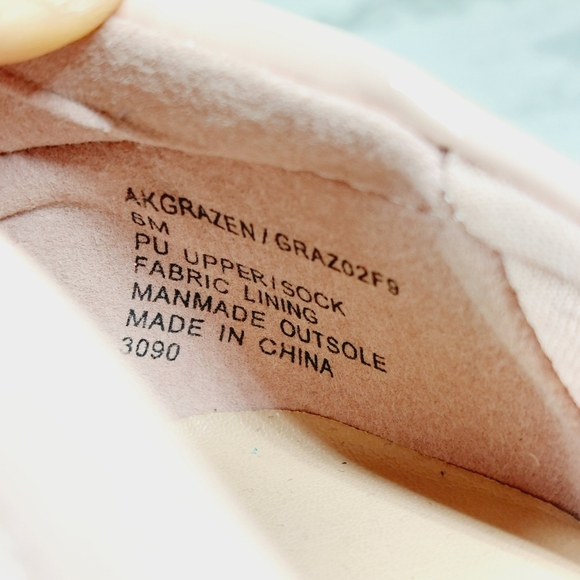 AKGRAZEN/GRAZ02F9
6M
PU UPPER/SOCK
FABRIC LINING
MANMADE OUTSOLE
MADE IN CHINA
3090